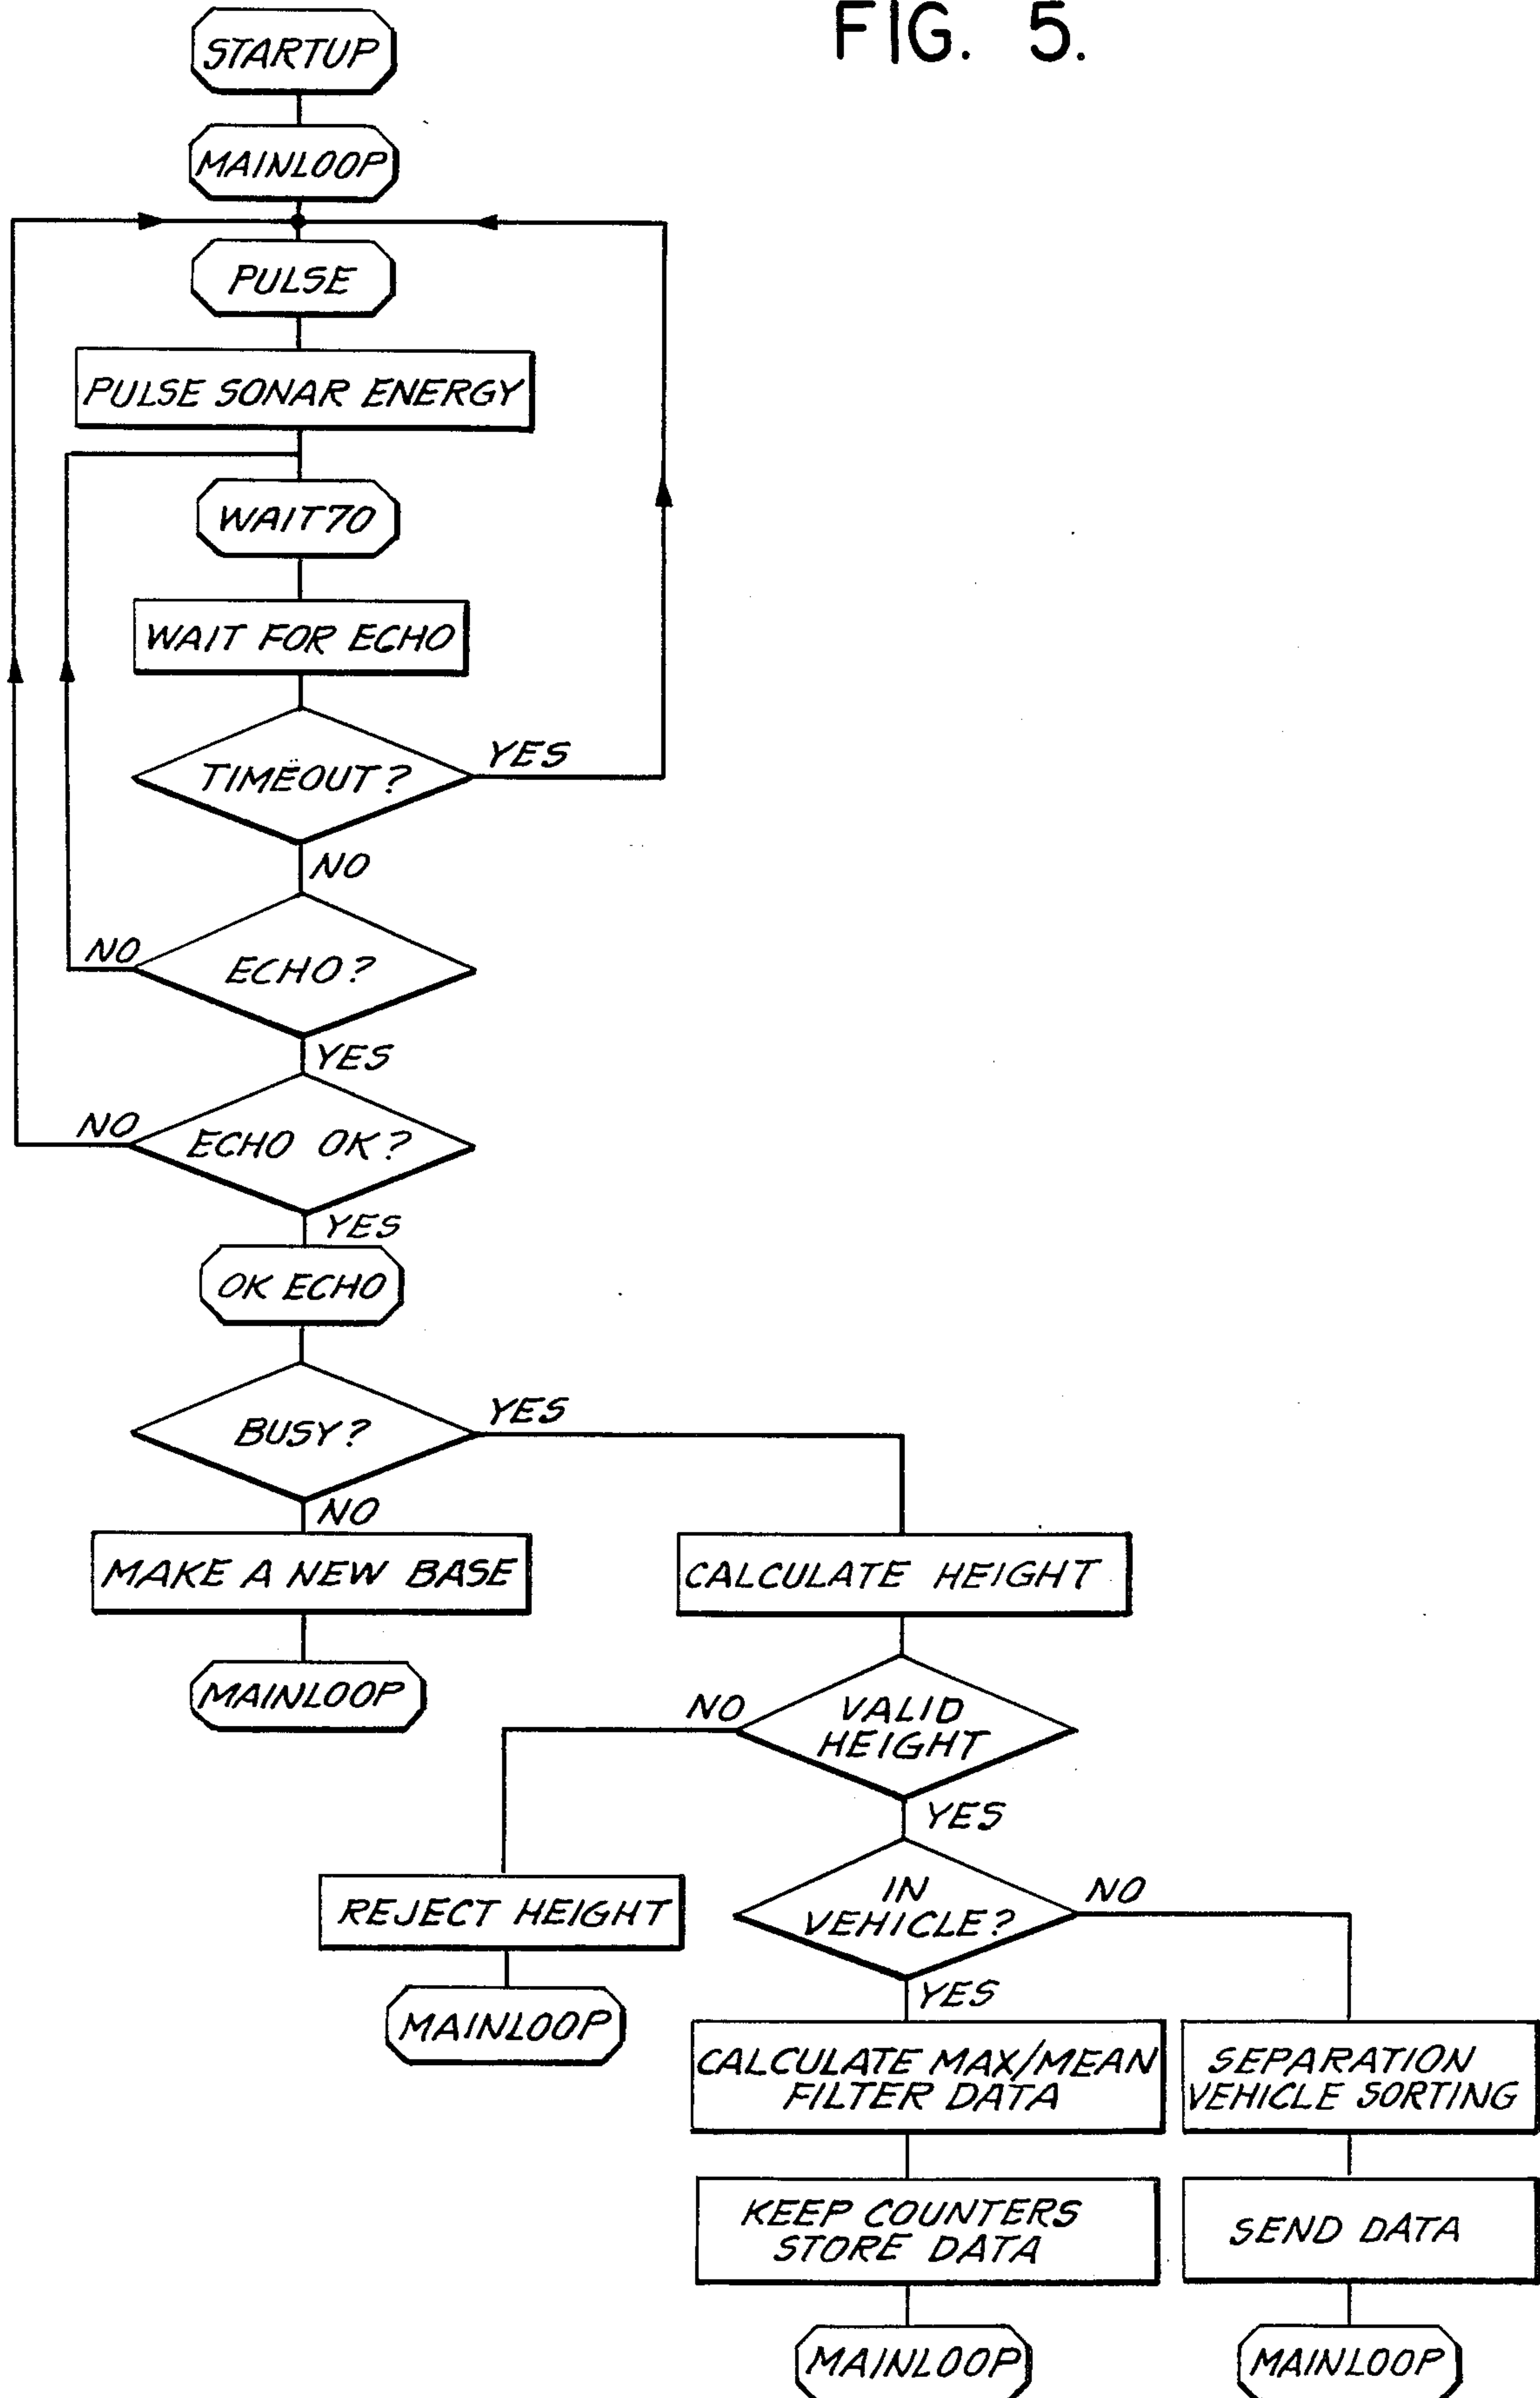 FIG. 5.
STARTUP
MAINLOOP
PULSE
PULSE SONAR ENERGY
WAIT70
WAIT FOR ECHO
TIMEOUT?
YES
NO
ECHO?
NO
YES
ECHO OK?
NO
YES
OK ECHO
BUSY?
YES
NO
MAKE A NEW BASE
MAINLOOP
CALCULATE HEIGHT
VALID
HEIGHT
NO
YES
REJECT HEIGHT
MAINLOOP
IN
VEHICLE?
NO
YES
CALCULATE MAX/MEAN
FILTER DATA
KEEP COUNTERS
STORE DATA
MAINLOOP
SEPARATION
VEHICLE SORTING
SEND DATA
MAINLOOP